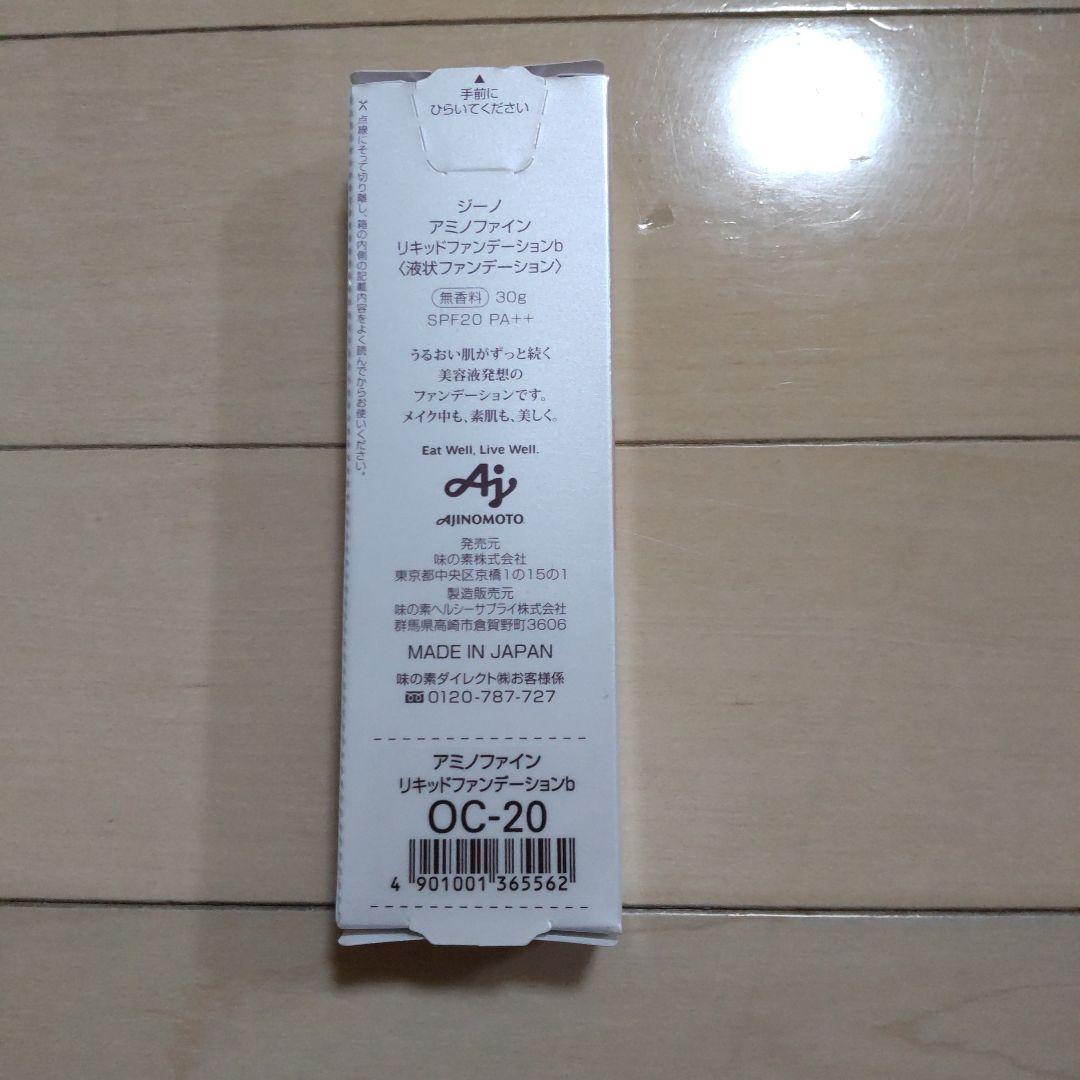 ▲
手前に
ひらいてください
点線にそって切り離し、箱の内側の記載内容をよく読んでからお使いください。
ジーノ
アミノファイン
リキッドファンデーションb
〈液状ファンデーション〉
無香料 30g
SPF20 PA++
うるおい肌がずっと続く
美容液発想の
ファンデーションです。
メイク中も、素肌も、美しく。
Eat Well, Live Well.
Aj
AJINOMOTO
発売元
味の素株式会社
東京都中央区京橋1の15の1
製造販売元
味の素ヘルシーサプライ株式会社
群馬県高崎市倉賀野町3606
MADE IN JAPAN
味の素ダイレクト㈱お客様係
0120-787-727
アミノファイン
リキッドファンデーションb
OC-20
4 901001 365562